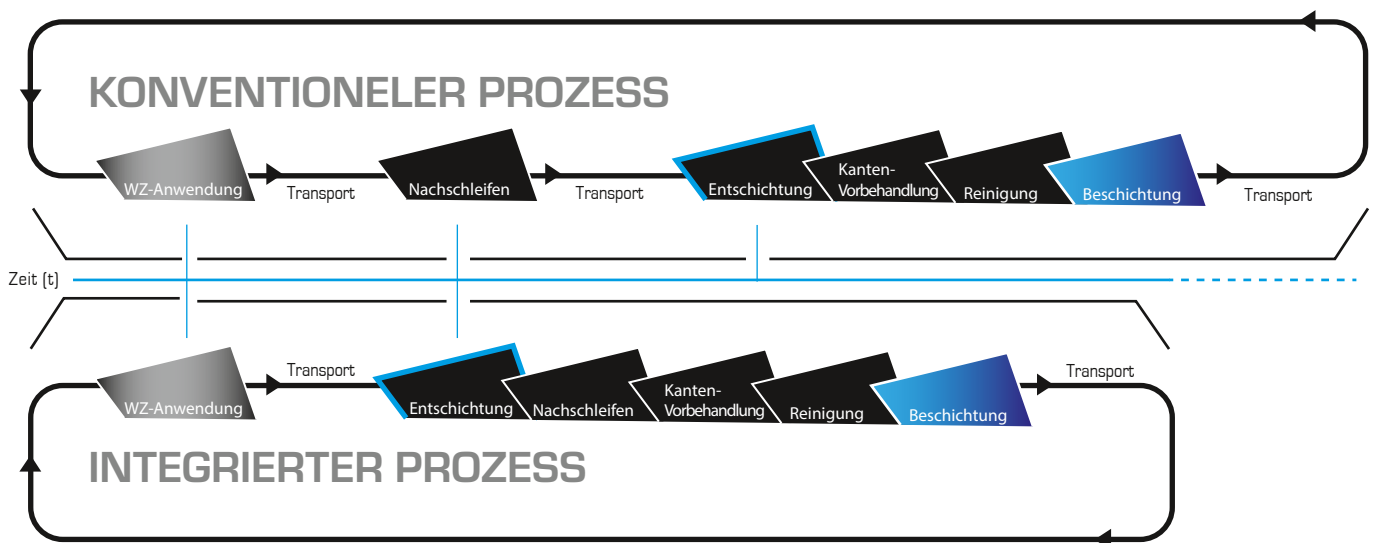 KONVENTIONELER PROZESS
WZ-Anwendung
Transport
Nachschleifen
Transport
Entschichtung
Kanten-
Vorbehandlung
Reinigung
Beschichtung
Transport
Zeit (t)
WZ-Anwendung
Transport
Entschichtung
Nachschleifen
Kanten-
Vorbehandlung
Reinigung
Beschichtung
Transport
INTEGRIERTER PROZESS